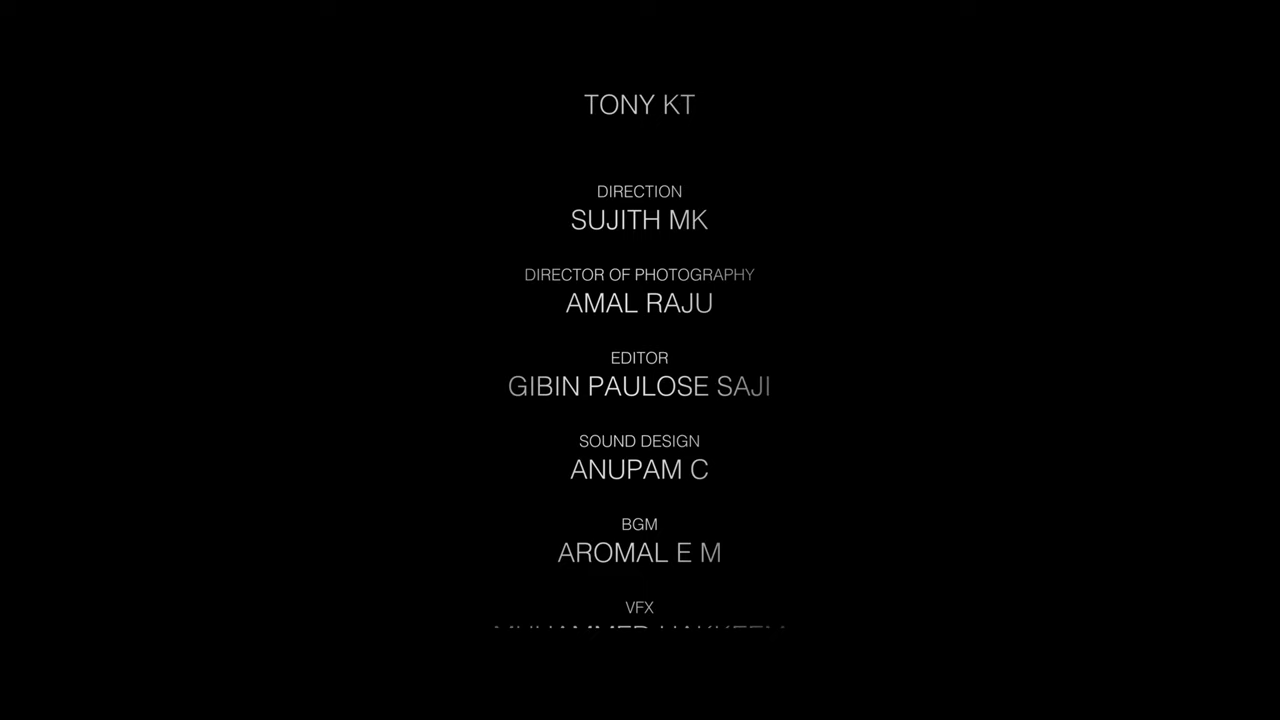 TONY KT
DIRECTION
SUJITH MK
DIRECTOR OF PHOTOGRAPHY
AMAL RAJU
EDITOR
GIBIN PAULOSE SAJI
SOUND DESIGN
ANUPAM C
BGM
AROMAL E M
VFX